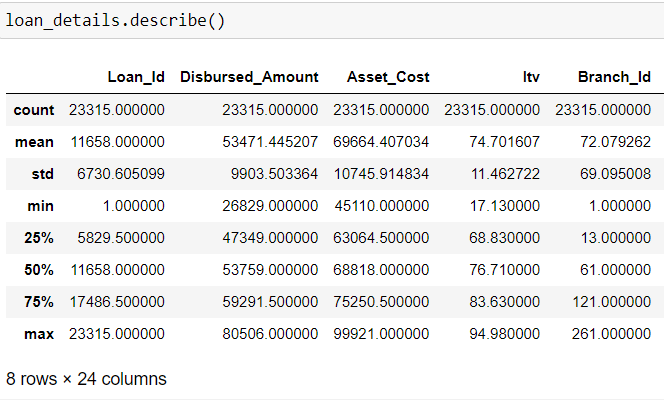 loan_details.describe()
Loan_Id Disbursed_Amount Asset_Cost ltv Branch_Id
count 23315.000000 23315.000000 23315.000000 23315.000000 23315.000000
mean 11658.000000 53471.445207 69664.407034 74.701607 72.079262
std 6730.605099 9903.503364 10745.914834 11.462722 69.095008
min 1.000000 26829.000000 45110.000000 17.130000 1.000000
25% 5829.500000 47349.000000 63064.500000 68.830000 13.000000
50% 11658.000000 53759.000000 68818.000000 76.710000 61.000000
75% 17486.500000 59291.500000 75250.500000 83.630000 121.000000
max 23315.000000 80506.000000 99921.000000 94.980000 261.000000
8 rows × 24 columns